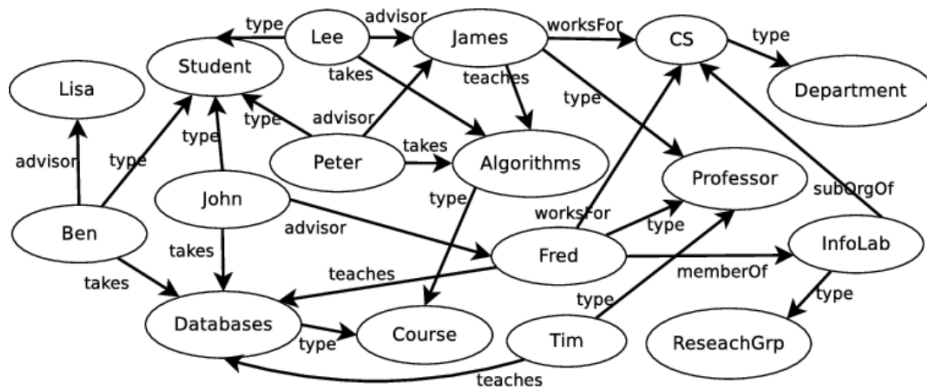 type
Lee
advisor
James
worksFor
CS
type
Student
takes
teaches
Lisa
type
Department
advisor
type
type
type
advisor
Peter
takes
Algorithms
Professor
type
John
subOrgOf
Ben
takes
advisor
worksFor
type
Fred
InfoLab
takes
teaches
memberOf
type
type
Databases
type
Course
Tim
ReseachGrp
teaches